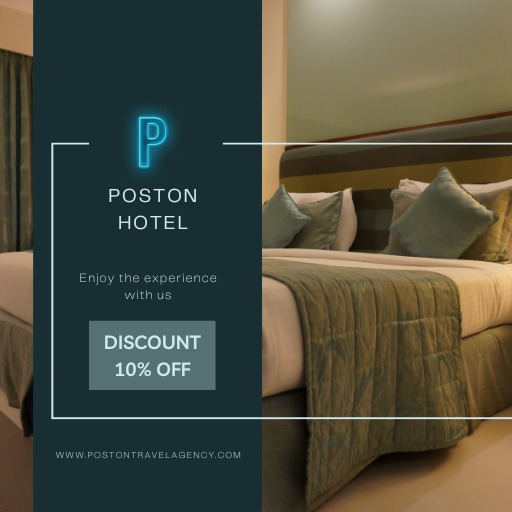 P
POSTON
HOTEL
Enjoy the experience
with us
DISCOUNT
10% OFF
WWW.POSTONTRAVELAGENCY.COM